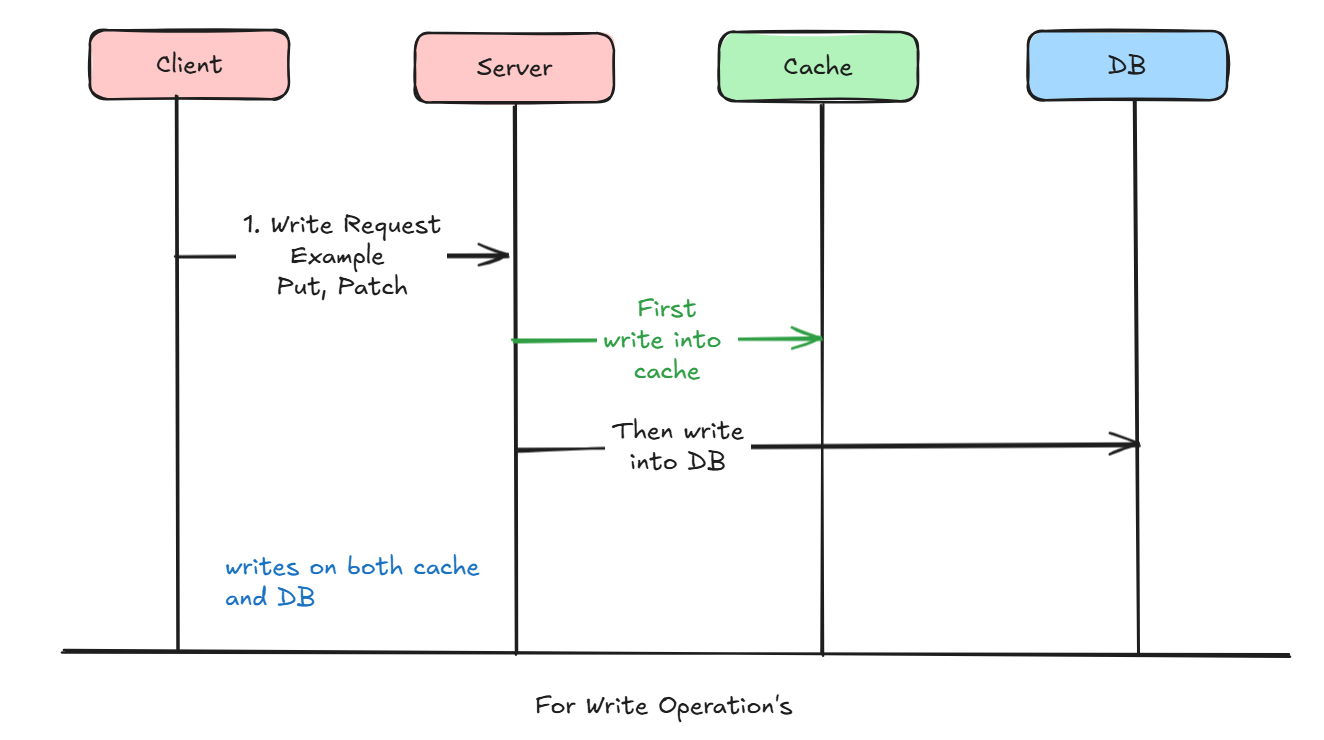 Client
Server
Cache
DB
1. Write Request
Example
Put, Patch
First
write into
cache
Then write
into DB
writes on both cache
and DB
For Write Operation's